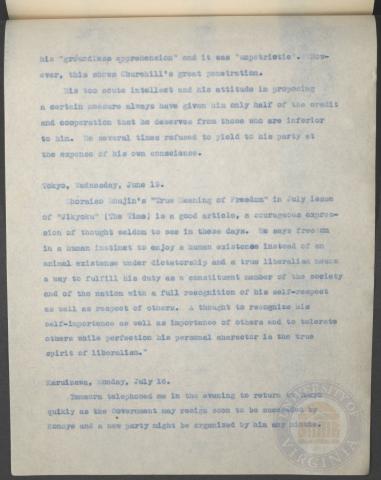 his "groundless apprehension" and it was "unpatriotic". How-
ever, this shows Churchill's great penetration.
His too acute intellect and his attitude in proposing
a certain measure always have given him only half of the credit
and cooperation that he deserves from those who are inferior
to him. He several times refused to yield to his party at
the expense of his own conscience.
Tokyo, Wednesday, June 19.
"True Meaning of Freedom" in July issue
of "Jikyoku" (The Time) is a good article, a courageous expres-
sion of thought seldom to see in these days. He says freedom
is a human instinct to enjoy a human existence instead of an
animal existence under dictatorship and a true liberalism means
a way to fulfill his duty as a constituent member of the society
and of the nation with a full recognition of his self-respect
as well as respect of others. A thought to recognize his
self-importance as well as importance of others and to tolerate
others while perfection his personal character is the true
spirit of liberalism."
Karuizawa, Monday, July 16.
Tamura telephoned me in the evening to return to Tokyo
quikly as the Government may resign soon to be succeeded by
Konoye and a new party might be organized by him any minute.
UNIVERSITY OF
VIRGINIA